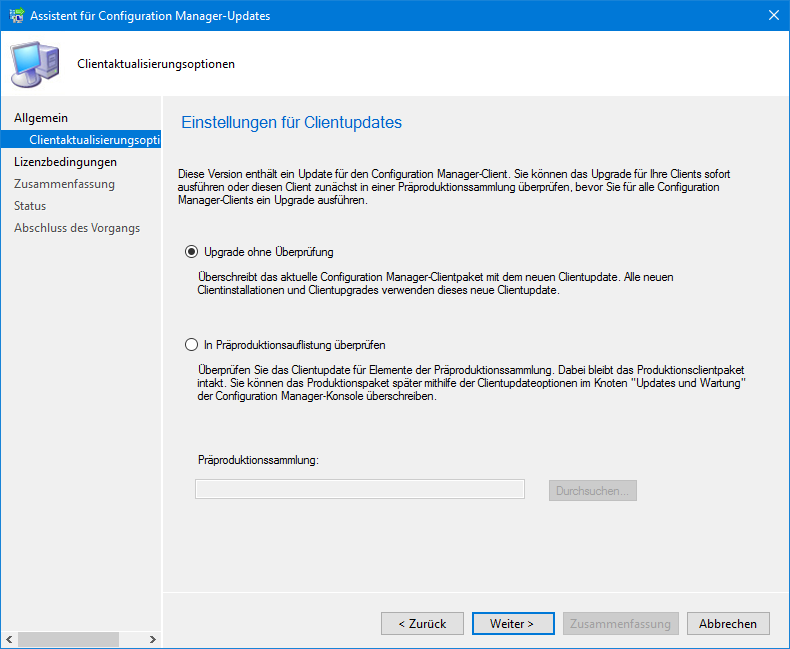 Assistent für Configuration Manager-Updates
Clientaktualisierungsoptionen
Allgemein
Clientaktualisierungsopti
Lizenzbedingungen
Zusammenfassung
Status
Abschluss des Vorgangs
Einstellungen für Clientupdates
Diese Version enthält ein Update für den Configuration Manager-Client. Sie können das Upgrade für Ihre Clients sofort
ausführen oder diesen Client zunächst in einer Präproduktionssammlung überprüfen, bevor Sie für alle Configuration
Manager-Clients ein Upgrade ausführen.
Upgrade ohne Überprüfung
Überschreibt das aktuelle Configuration Manager-Clientpaket mit dem neuen Clientupdate. Alle neuen
Clientinstallationen und Clientupgrades verwenden dieses neue Clientupdate.
In Präproduktionsauflistung überprüfen
Überprüfen Sie das Clientupdate für Elemente der Präproduktionssammlung. Dabei bleibt das Produktionsclientpaket
intakt. Sie können das Produktionspaket später mithilfe der Clientupdateoptionen im Knoten "Updates und Wartung"
der Configuration Manager-Konsole überschreiben.
Präproduktionssammlung:
Durchsuchen...
< Zurück
Weiter >
Zusammenfassung
Abbrechen